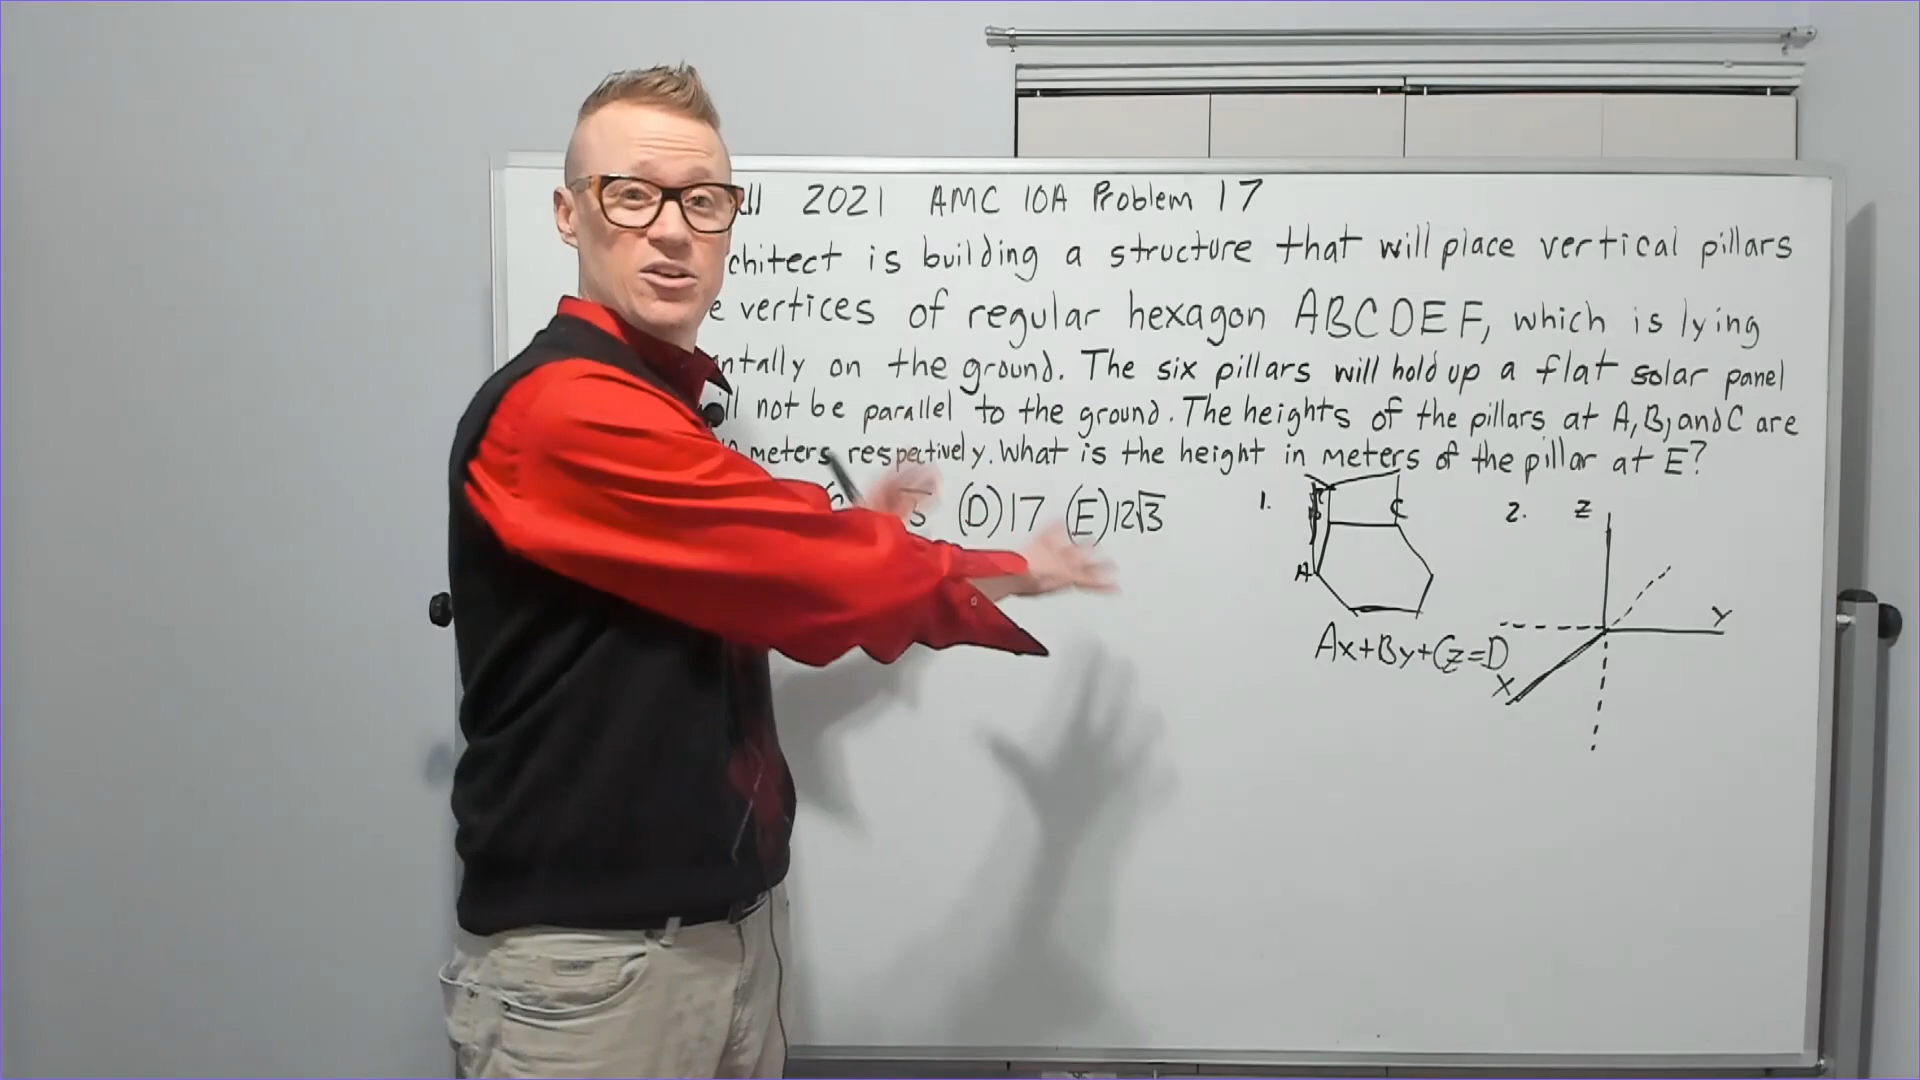 2021 AMC 10A Problem 17
is building a structure that will place vertical pillars
vertices of regular hexagon ABCDEF, which is lying
on the ground. The six pillars will hold up a flat solar panel
not be parallel to the ground. The heights of the pillars at A, B, and C are
meters respectively. What is the height in meters of the pillar at E?
(D) 17 (E) 12√3
1. C 2. Z
A
Y
Ax+By+Cz=D
X